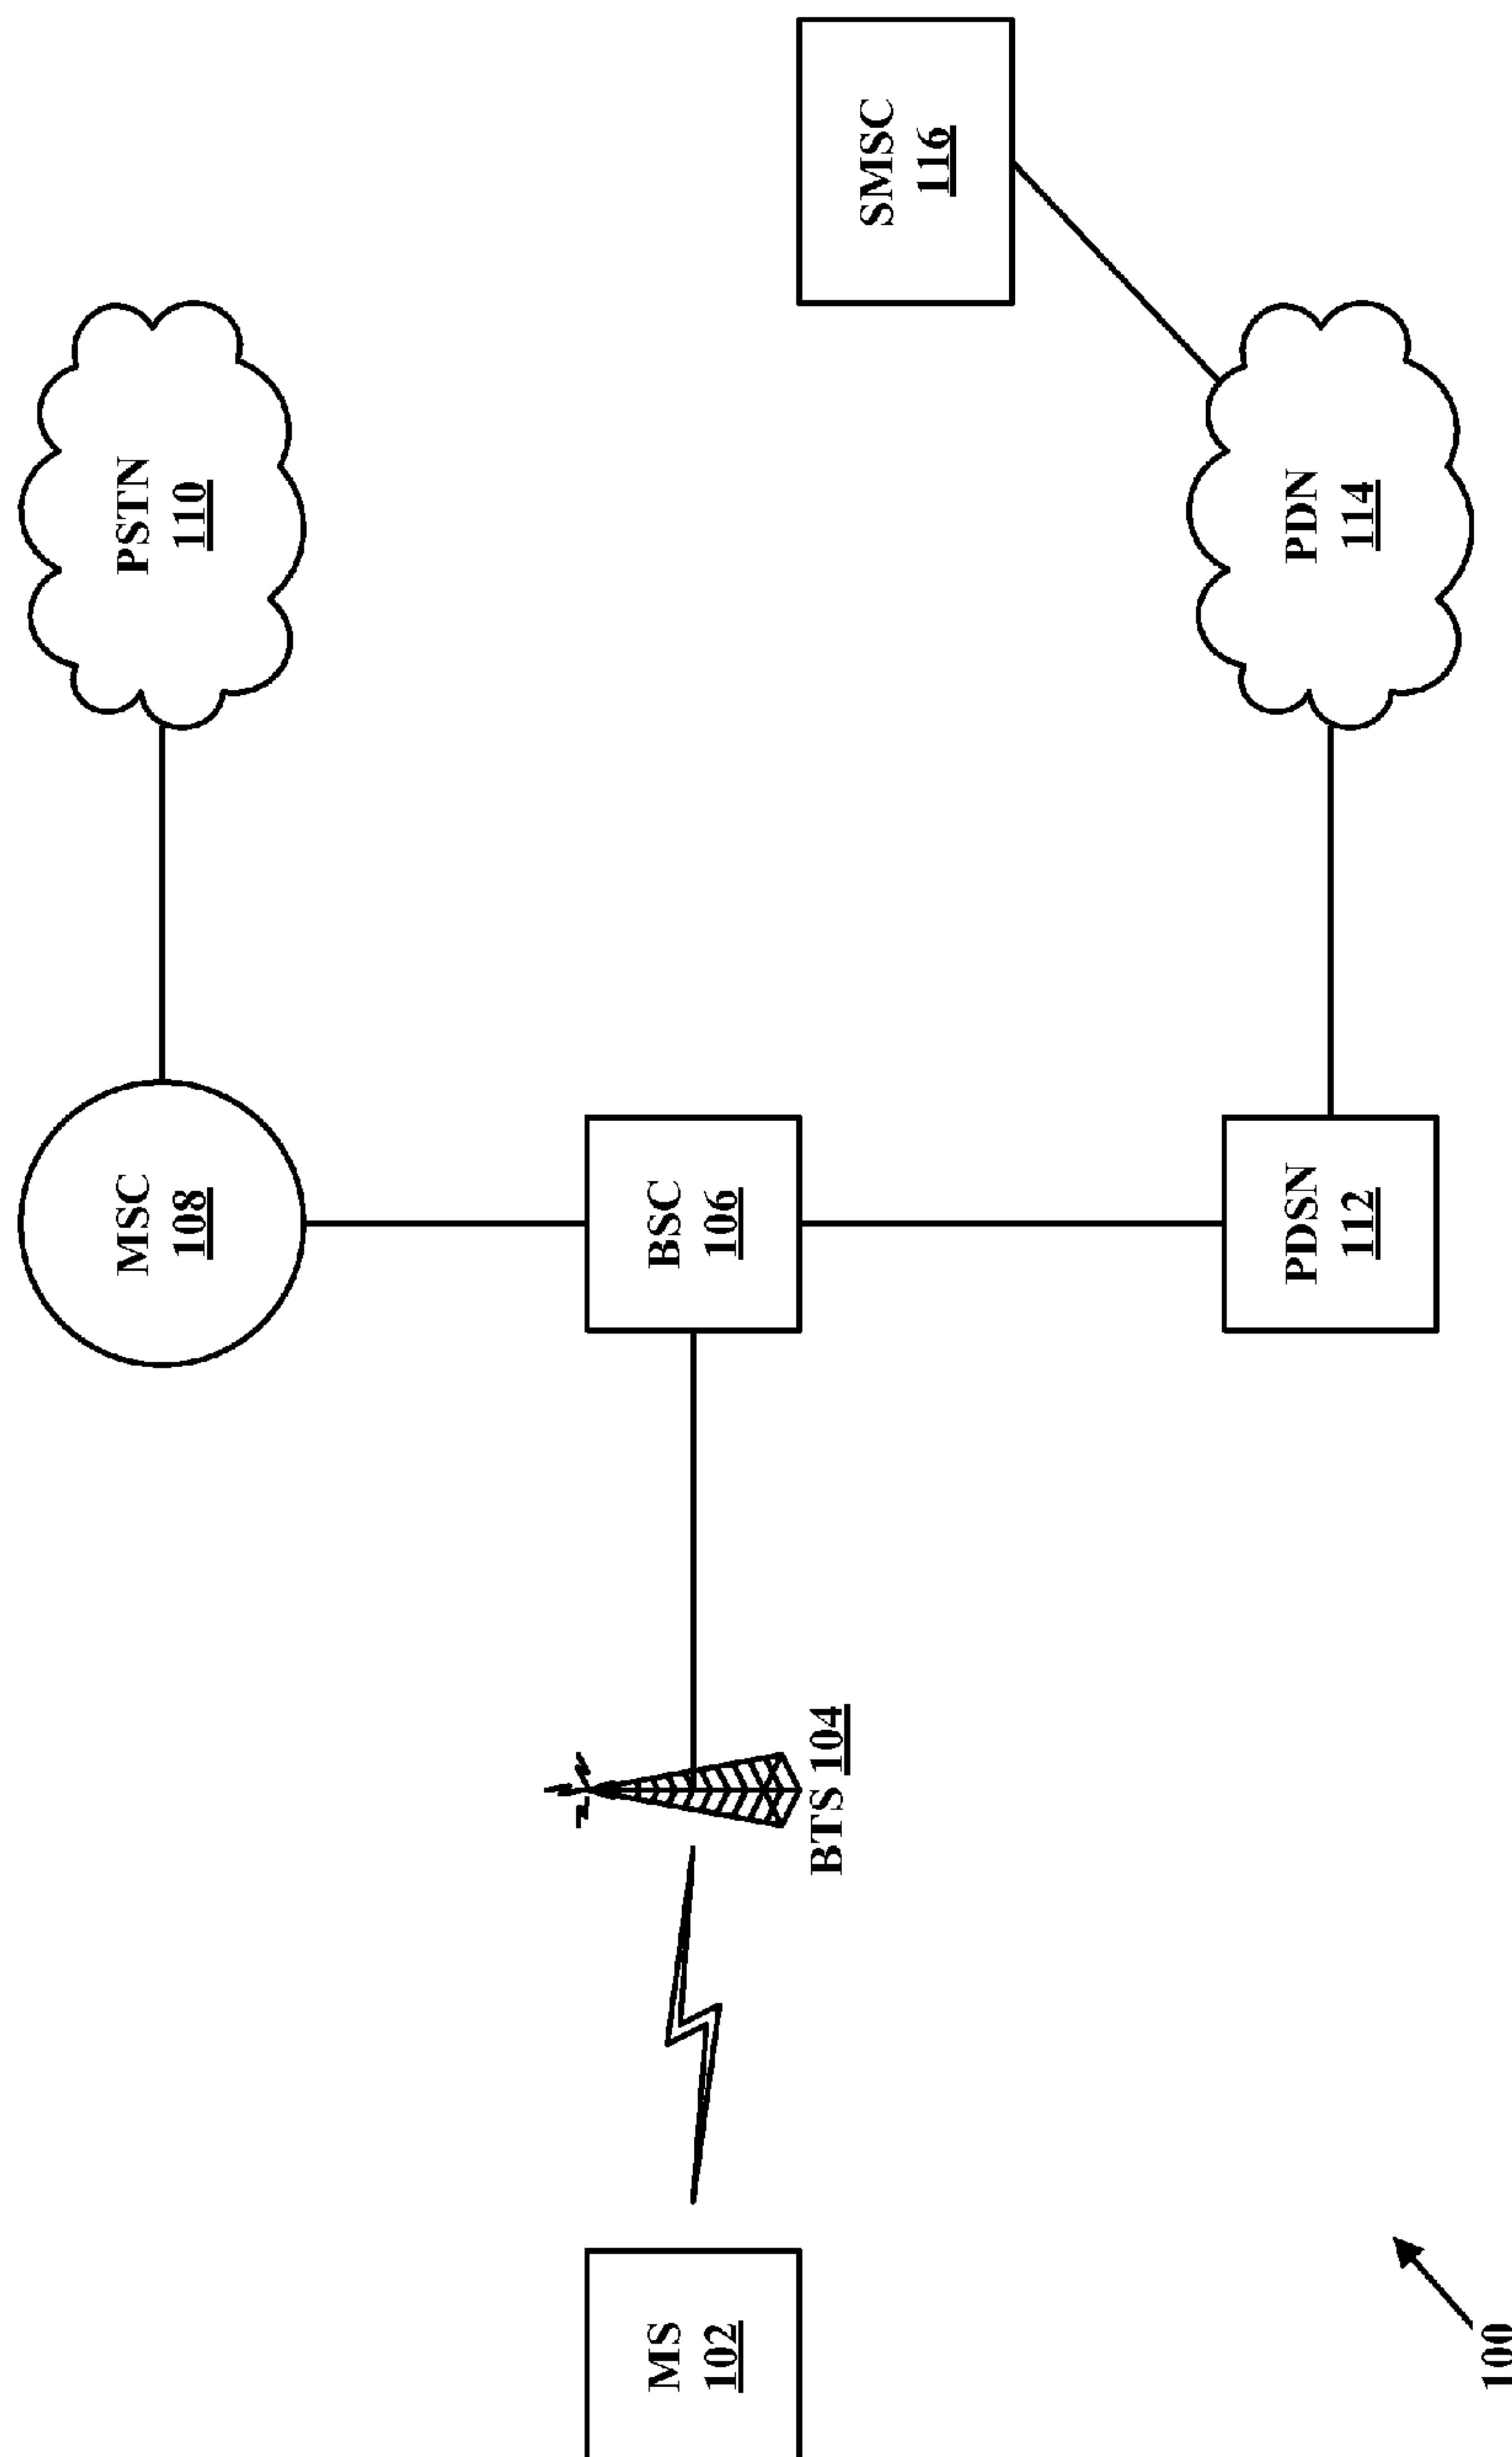 MSC
108
PSTN
110
MS
102
BTS 104
BSC
106
SMSC
116
PDSN
112
PDN
114
100